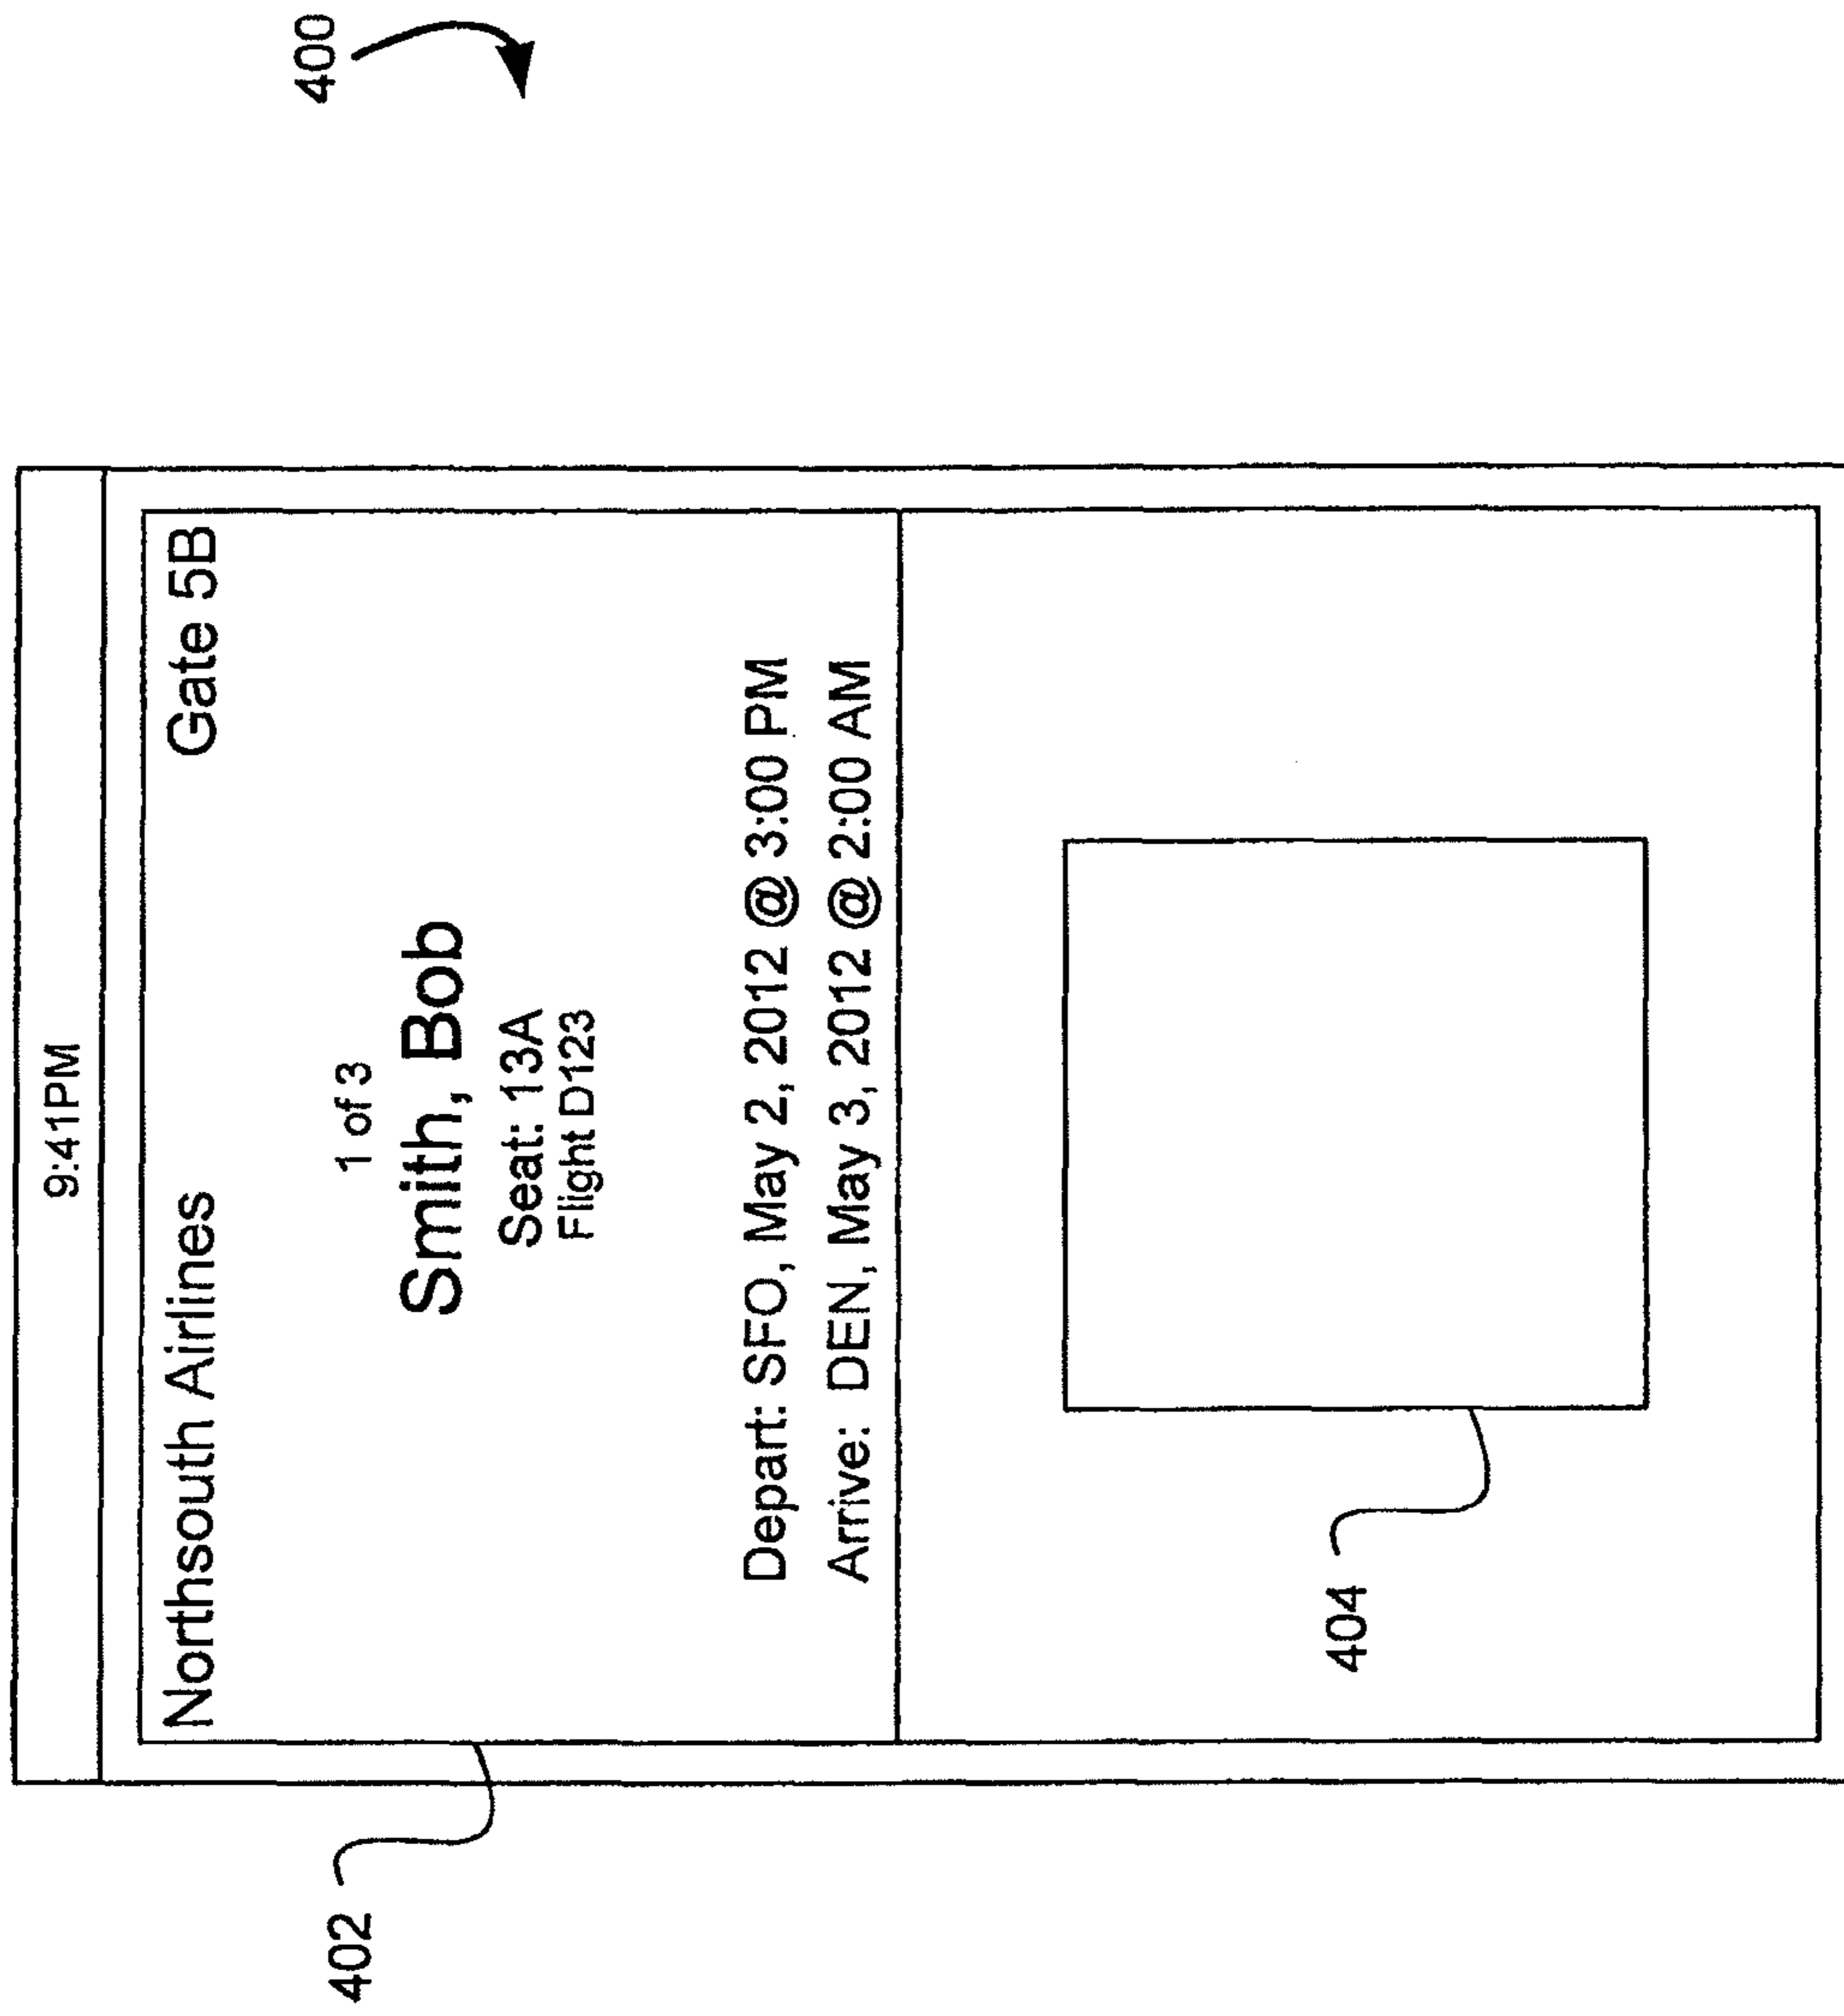 400
9:41PM
Northsouth Airlines Gate 5B
1 of 3
Smith, Bob
Seat: 13A
Flight D123
Depart: SFO, May 2, 2012 @ 3:00 PM
Arrive: DEN, May 3, 2012 @ 2:00 AM
402
404